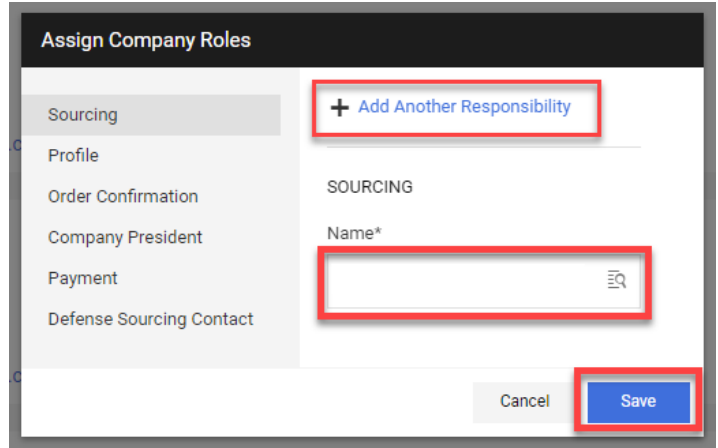 Assign Company Roles
Sourcing
Profile
Order Confirmation
Company President
Payment
Defense Sourcing Contact
+ Add Another Responsibility
SOURCING
Name*
Cancel
Save